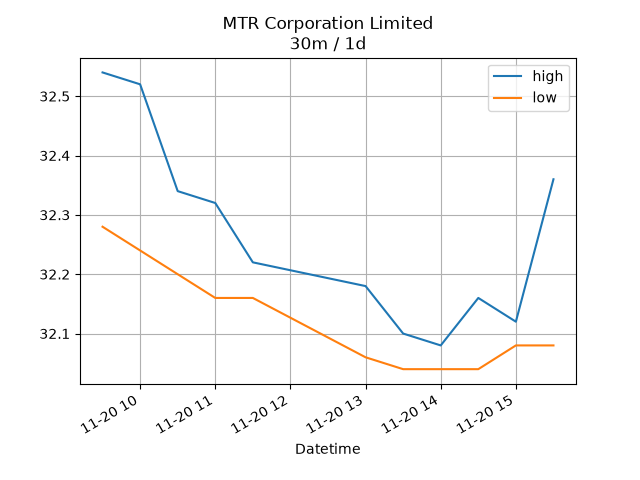 MTR Corporation Limited
30m / 1d
high
low
32.5
32.4
32.3
32.2
32.1
11-20 10
11-20 11
11-20 12
11-20 13
11-20 14
11-20 15
Datetime